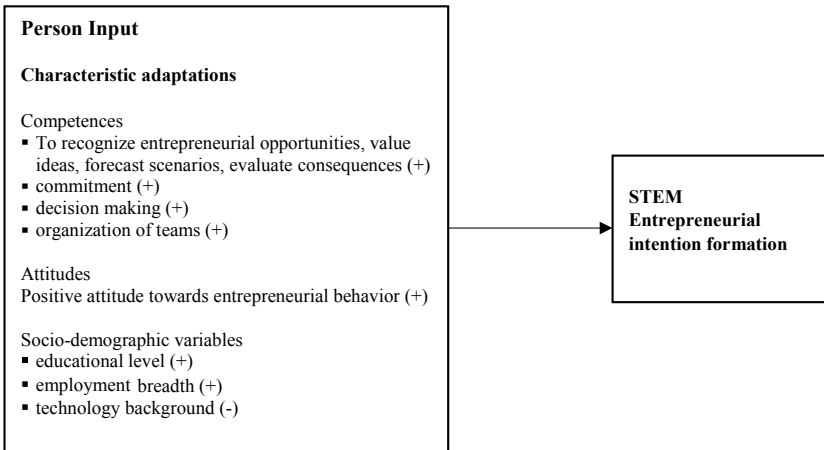 Person Input
Characteristic adaptations
Competences
▪ To recognize entrepreneurial opportunities, value
ideas, forecast scenarios, evaluate consequences (+)
▪ commitment (+)
▪ decision making (+)
▪ organization of teams (+)
Attitudes
Positive attitude towards entrepreneurial behavior (+)
Socio-demographic variables
▪ educational level (+)
▪ employment breadth (+)
▪ technology background (-)
STEM
Entrepreneurial
intention formation